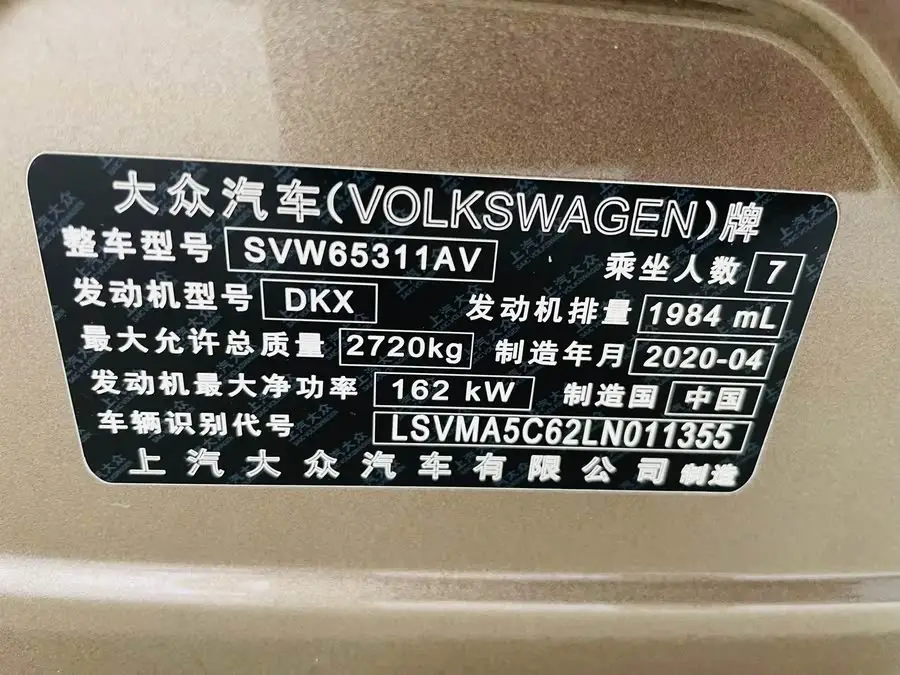 大众汽车(VOLKSWAGEN)牌
整车型号 SVW65311AV 乘坐人数 7
发动机型号 DKX 发动机排量 1984 mL
最大允许总质量 2720kg 制造年月 2020-04
发动机最大净功率 162 kW 制造国 中国
车辆识别代号 LSVMA5C62LN011355
上汽大众汽车有限公司 制造